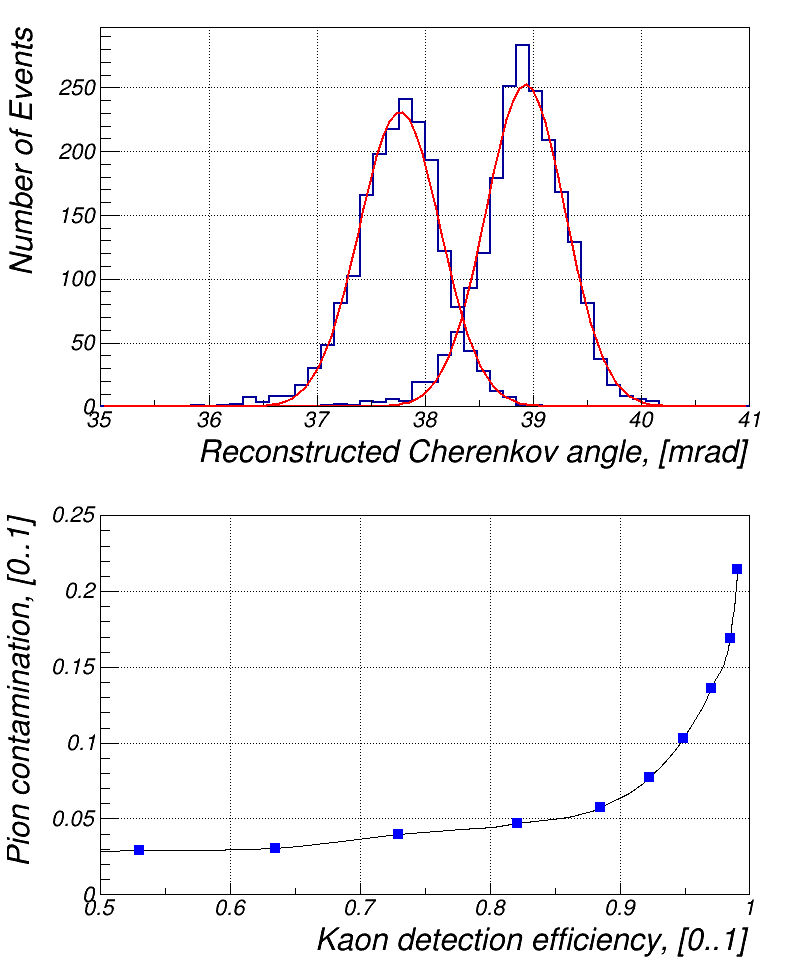 Number of Events
250
200
150
100
50
0
35 36 37 38 39 40 41
Reconstructed Cherenkov angle, [mrad]
Pion contamination, [0..1]
0.25
0.2
0.15
0.1
0.05
0
0.5 0.6 0.7 0.8 0.9 1
Kaon detection efficiency, [0..1]